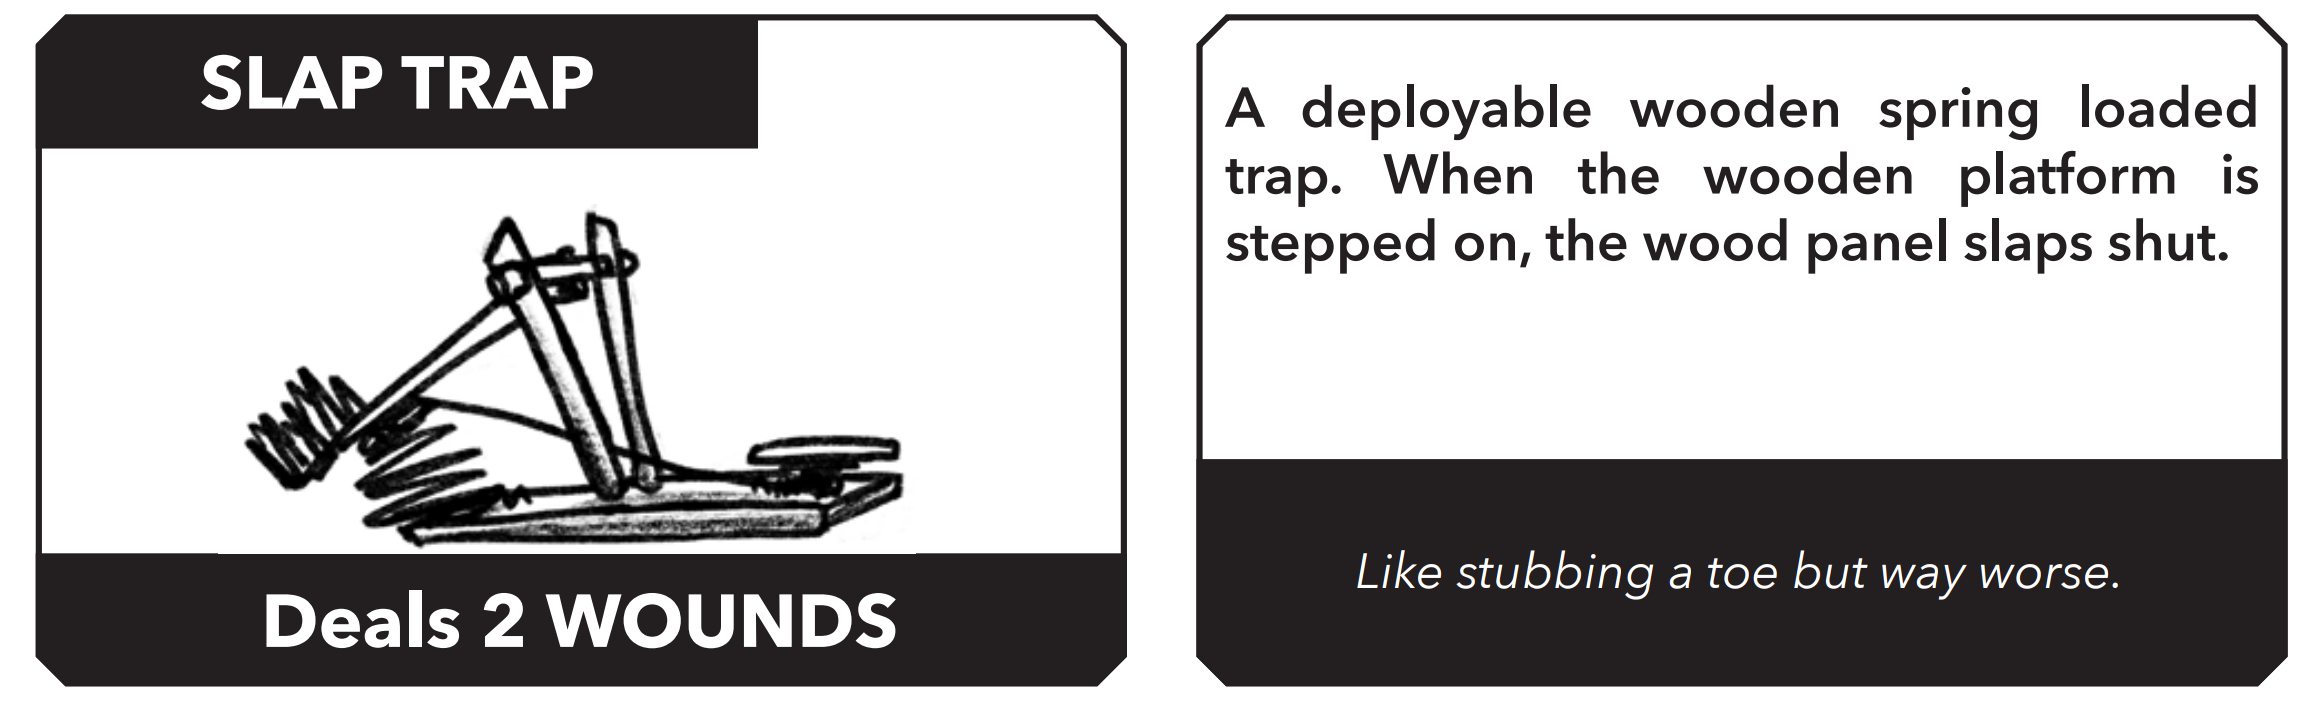 SLAP TRAP
Deals 2 WOUNDS
A deployable wooden spring loaded
trap. When the wooden platform is
stepped on, the wood panel slaps shut.
Like stubbing a toe but way worse.